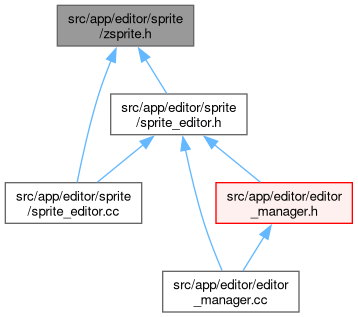 src/app/editor/sprite
/zsprite.h
src/app/editor/sprite
/sprite_editor.h
src/app/editor/sprite
/sprite_editor.cc
src/app/editor/editor
_manager.h
src/app/editor/editor
_manager.cc